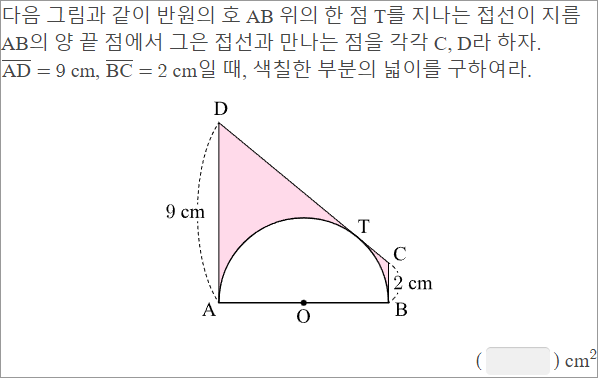 다음 그림과 같이 반원의 호 AB 위의 한 점 T를 지나는 접선이 지름
AB의 양 끝 점에서 그은 접선과 만나는 점을 각각 C, D라 하자.
AD = 9 cm, BC = 2 cm일 때, 색칠한 부분의 넓이를 구하여라.
D
9 cm
T
C
2 cm
A
O
B
( ) cm²